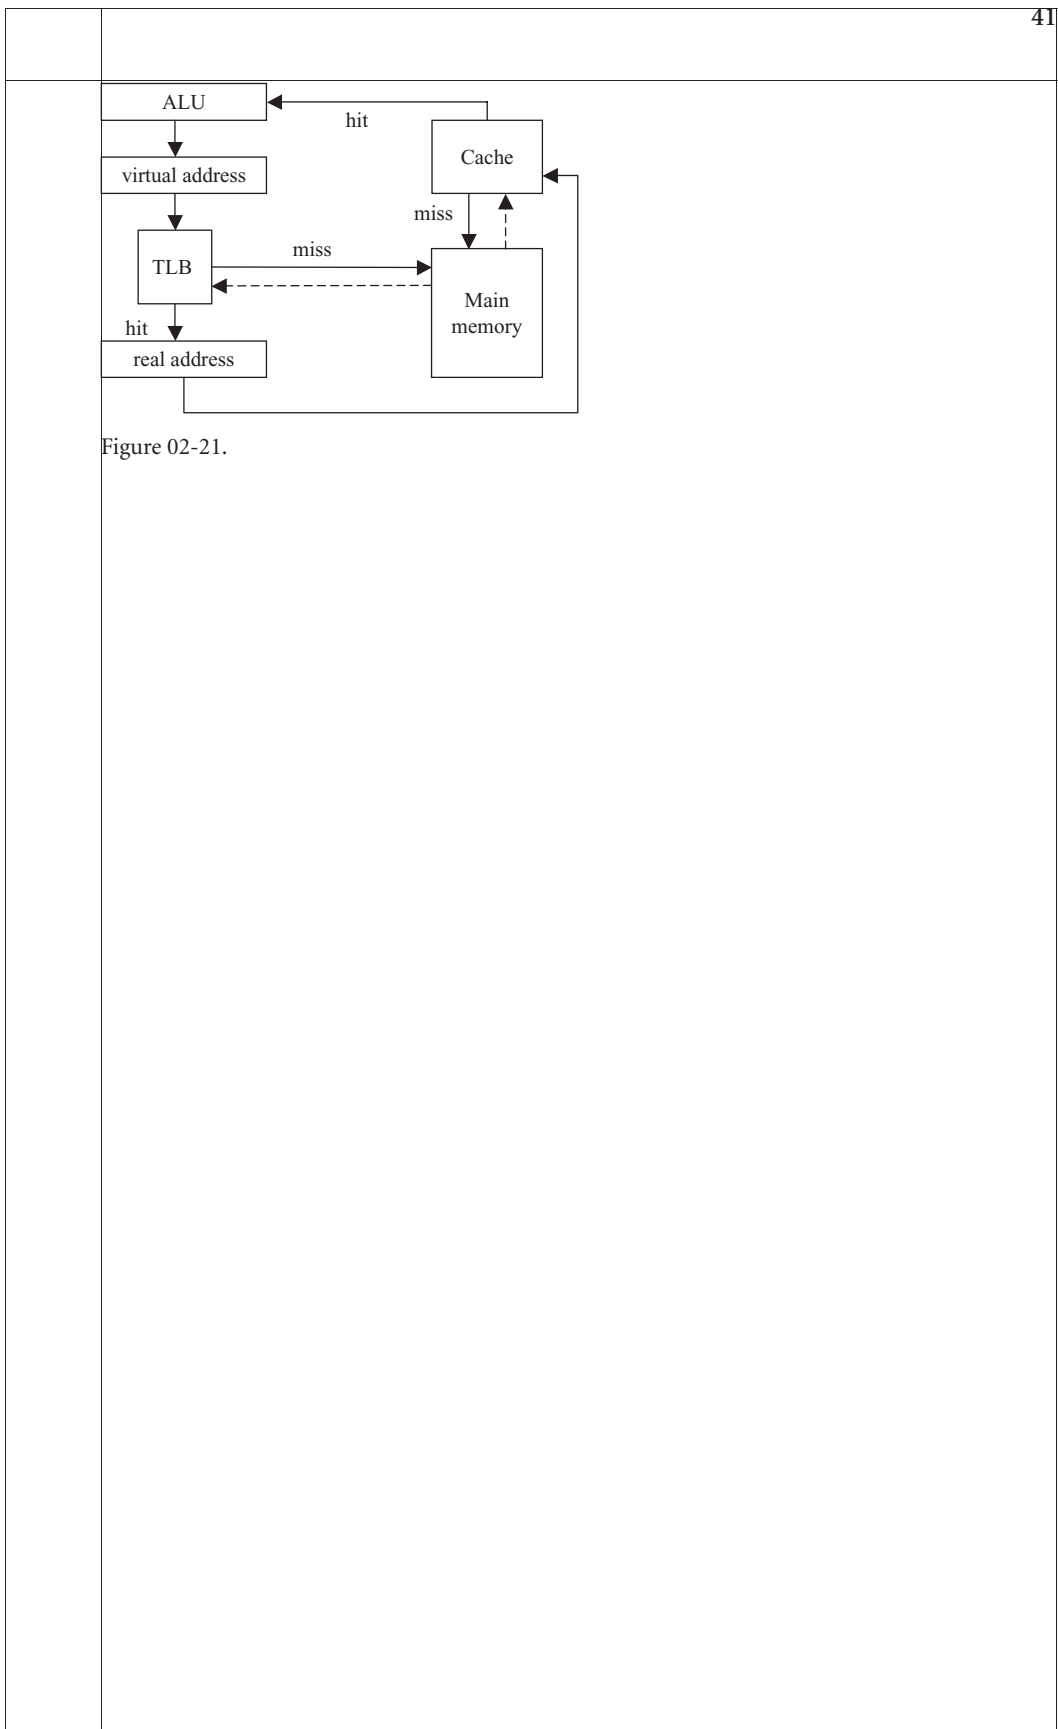 41
ALU
hit
Cache
virtual address
miss
miss
TLB
Main
memory
hit
real address
Figure 02-21.